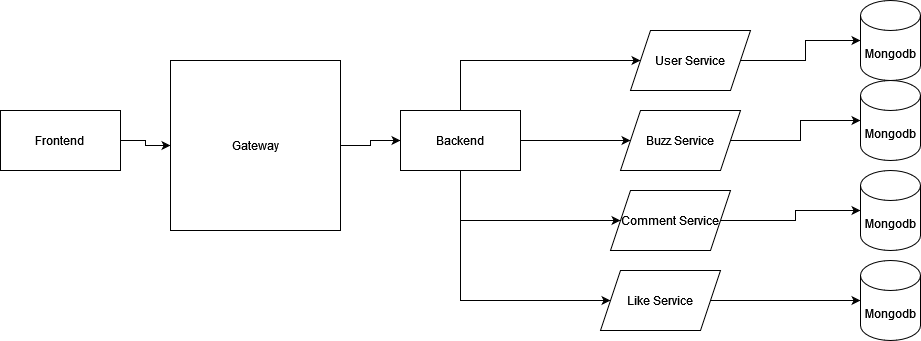 Frontend
Gateway
Backend
User Service
Mongodb
Buzz Service
Mongodb
Comment Service
Mongodb
Like Service
Mongodb